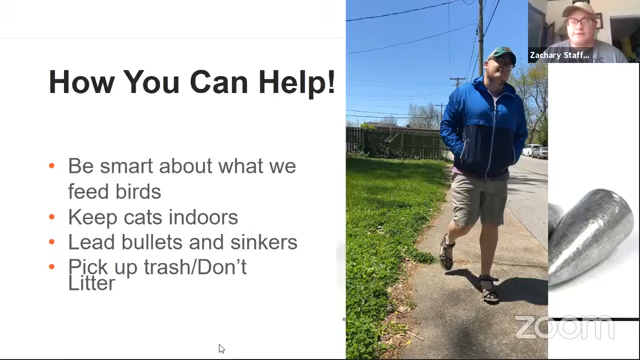 How You Can Help!
Zachary Staff...
• Be smart about what we
feed birds
• Keep cats indoors
• Lead bullets and sinkers
• Pick up trash/Don't
Litter
zoom